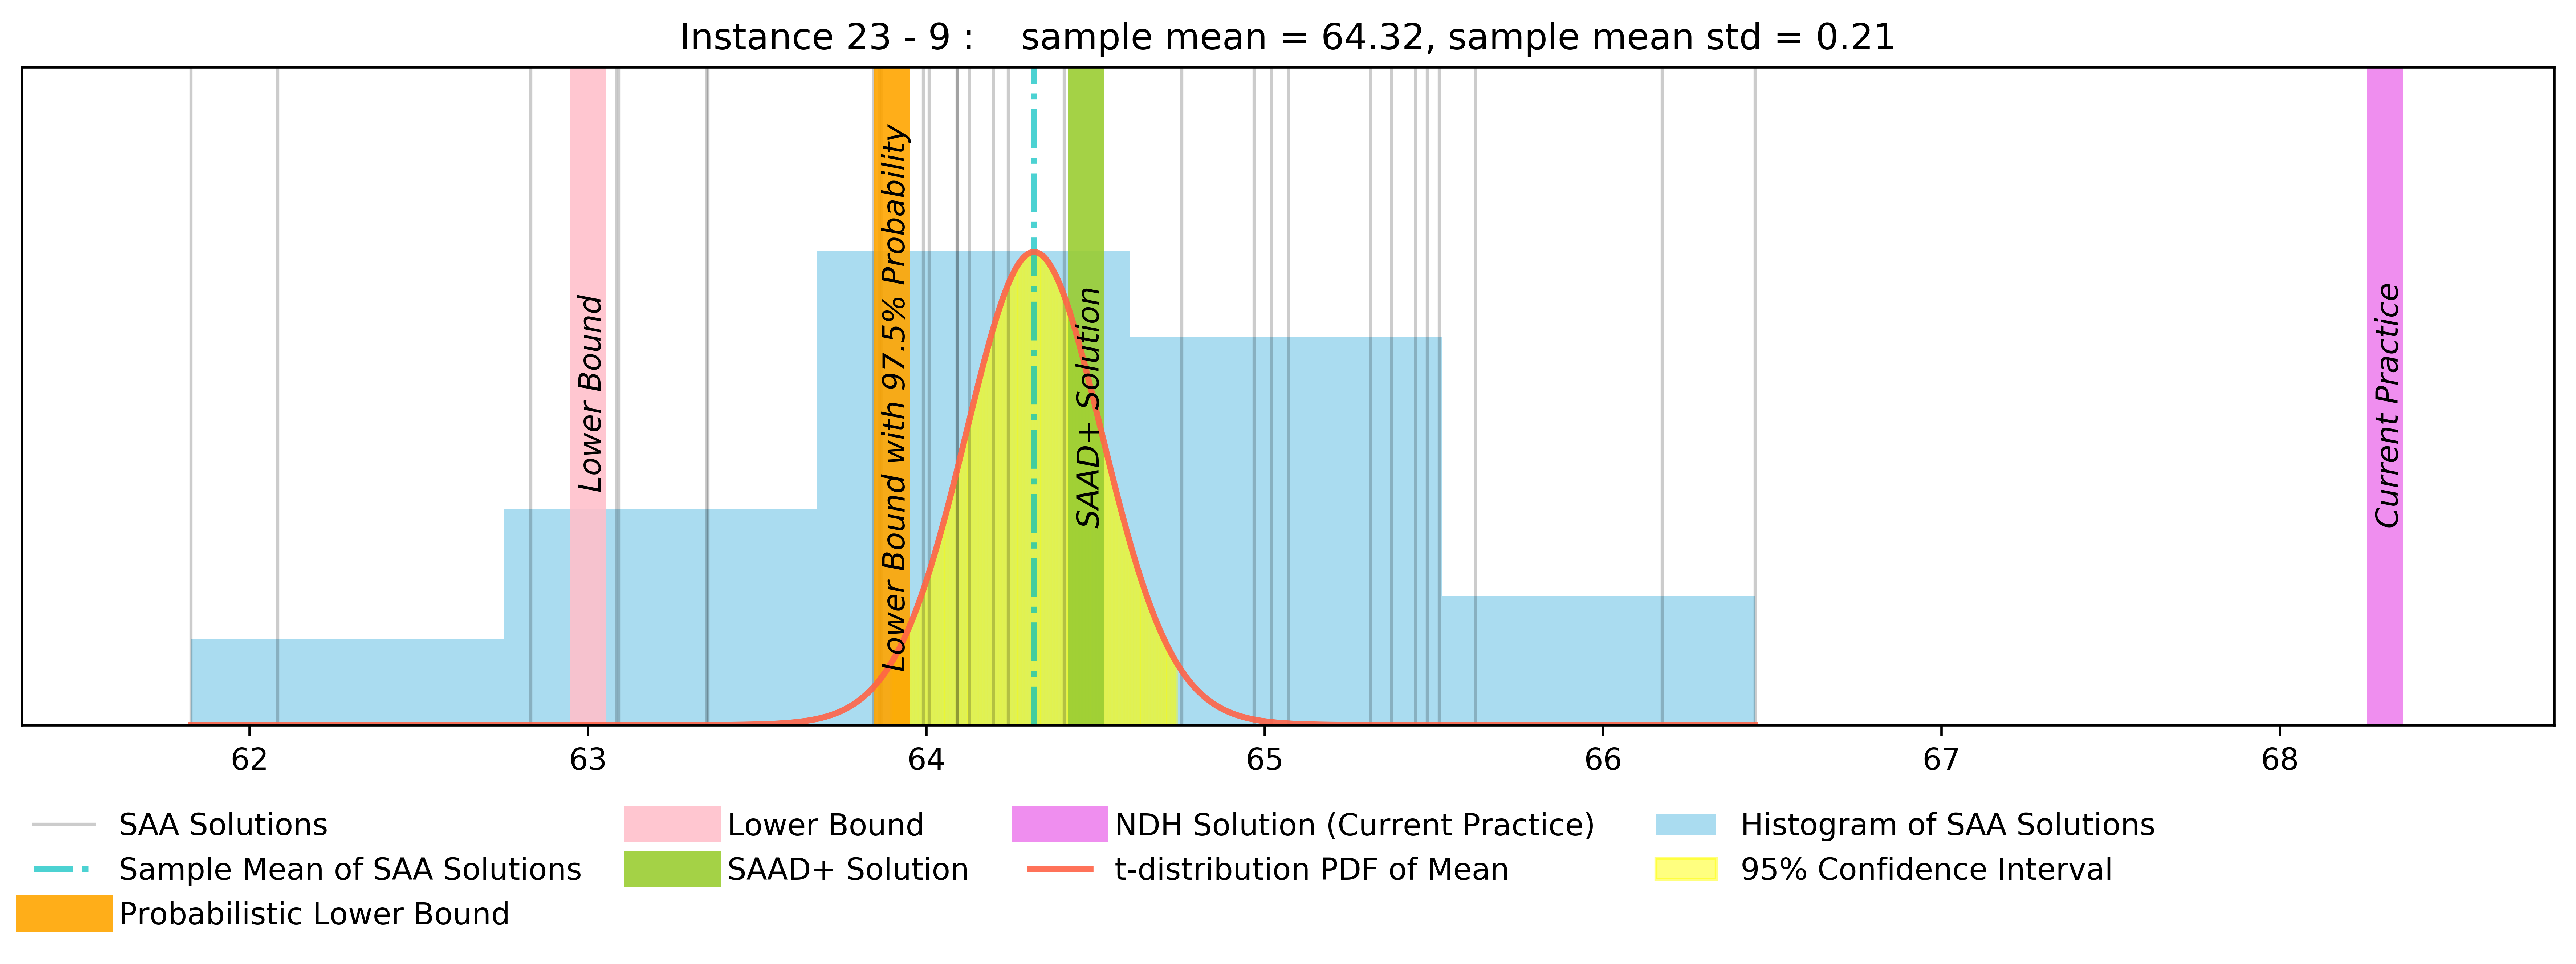 Instance 23 - 9 :    sample mean = 64.32, sample mean std = 0.21
Lower Bound
Lower Bound with 97.5% Probability
SAAD+ Solution
Current Practice
62 63 64 65 66 67 68
SAA Solutions
Sample Mean of SAA Solutions
Probabilistic Lower Bound
Lower Bound
SAAD+ Solution
NDH Solution (Current Practice)
t-distribution PDF of Mean
Histogram of SAA Solutions
95% Confidence Interval